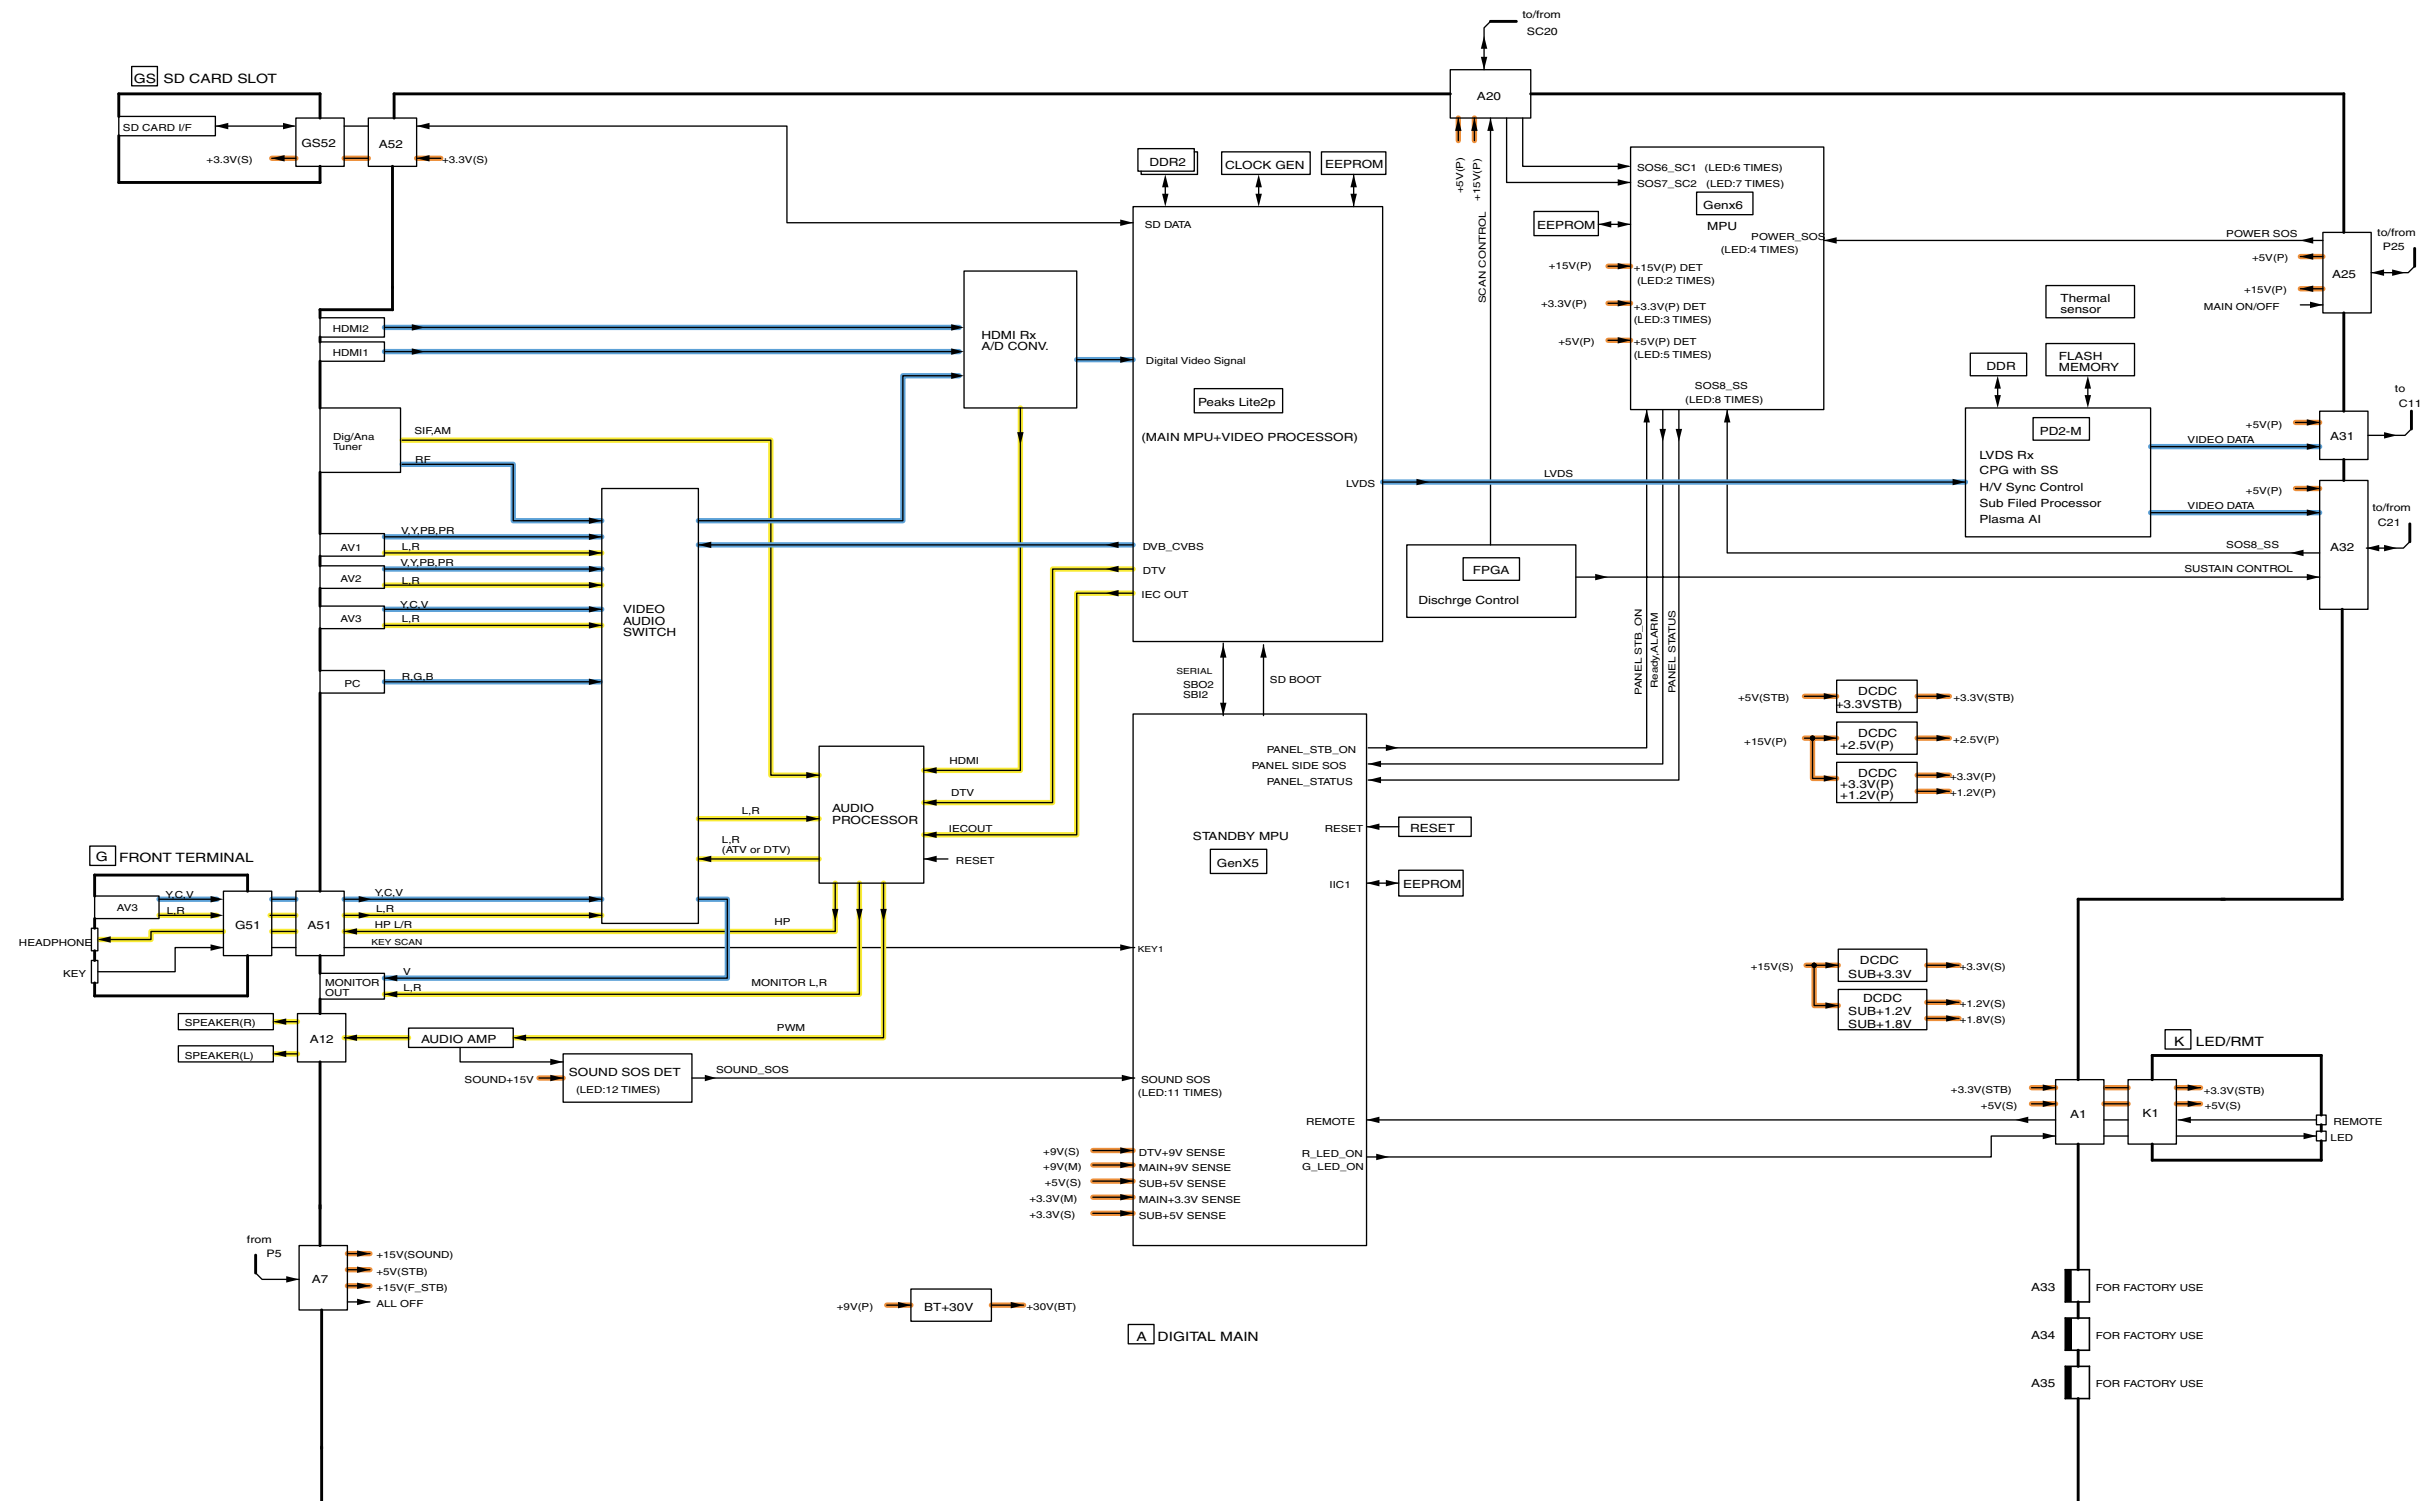 to/from
SC20
GS SD CARD SLOT
A20
SD CARD I/F
GS52
A52
+3.3V(S)
+3.3V(S)
+5V(P)
+15V(P)
SCAN CONTROL
DDR2
CLOCK GEN
EEPROM
SD DATA
SOS6_SC1 (LED:6 TIMES)
SOS7_SC2 (LED:7 TIMES)
Genx6
MPU
EEPROM
POWER_SOS
(LED:4 TIMES)
+15V(P)
+15V(P) DET
(LED:2 TIMES)
+3.3V(P)
+3.3V(P) DET
(LED:3 TIMES)
+5V(P)
+5V(P) DET
(LED:5 TIMES)
SOS8_SS
(LED:8 TIMES)
POWER SOS
+5V(P)
+15V(P)
MAIN ON/OFF
A25
to/from
P25
Thermal
sensor
HDMI2
HDMI1
HDMI Rx
A/D CONV.
Digital Video Signal
Peaks Lite2p
(MAIN MPU+VIDEO PROCESSOR)
LVDS
LVDS
DDR
FLASH
MEMORY
PD2-M
LVDS Rx
CPG with SS
H/V Sync Control
Sub Filed Processor
Plasma AI
to
C11
+5V(P)
VIDEO DATA
A31
+5V(P)
VIDEO DATA
A32
to/from
C21
SOS8_SS
SUSTAIN CONTROL
Dig/Ana
Tuner
SIF,AM
RF
AV1
V,Y,PB,PR
L,R
AV2
V,Y,PB,PR
L,R
AV3
Y,C,V
L,R
PC
R,G,B
VIDEO
AUDIO
SWITCH
DVB_CVBS
DTV
IEC OUT
FPGA
Dischrge Control
PANEL STB_ON
Ready,ALARM
PANEL STATUS
SERIAL
SBO2
SBI2
SD BOOT
+5V(STB)
DCDC
+3.3VSTB)
+3.3V(STB)
+15V(P)
DCDC
+2.5V(P)
+2.5V(P)
DCDC
+3.3V(P)
+1.2V(P)
+3.3V(P)
+1.2V(P)
PANEL_STB_ON
PANEL SIDE SOS
PANEL_STATUS
HDMI
DTV
AUDIO
PROCESSOR
L,R
IECOUT
L,R
(ATV or DTV)
RESET
STANDBY MPU
GenX5
RESET
RESET
IIC1
EEPROM
G FRONT TERMINAL
AV3
Y,C,V
L,R
G51
A51
Y,C,V
L,R
HP L/R
HP
KEY SCAN
KEY1
HEADPHONE
KEY
MONITOR
OUT
V
L,R
MONITOR L,R
SPEAKER(R)
SPEAKER(L)
A12
AUDIO AMP
PWM
SOUND+15V
SOUND SOS DET
(LED:12 TIMES)
SOUND_SOS
SOUND SOS
(LED:11 TIMES)
+15V(S)
DCDC
SUB+3.3V
+3.3V(S)
DCDC
SUB+1.2V
SUB+1.8V
+1.2V(S)
+1.8V(S)
K LED/RMT
+3.3V(STB)
+5V(S)
A1
K1
+3.3V(STB)
+5V(S)
REMOTE
LED
REMOTE
R_LED_ON
G_LED_ON
+9V(S)
DTV+9V SENSE
+9V(M)
MAIN+9V SENSE
+5V(S)
SUB+5V SENSE
+3.3V(M)
MAIN+3.3V SENSE
+3.3V(S)
SUB+5V SENSE
from
P5
A7
+15V(SOUND)
+5V(STB)
+15V(F_STB)
ALL OFF
+9V(P)
BT+30V
+30V(BT)
A DIGITAL MAIN
A33
FOR FACTORY USE
A34
FOR FACTORY USE
A35
FOR FACTORY USE